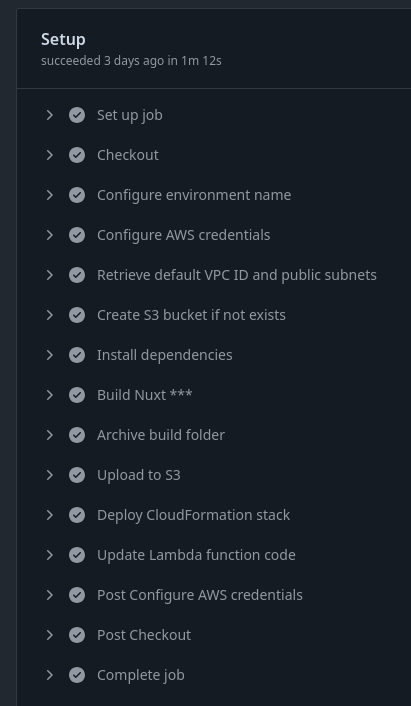 Setup
succeeded 3 days ago in 1m 12s
Set up job
Checkout
Configure environment name
Configure AWS credentials
Retrieve default VPC ID and public subnets
Create S3 bucket if not exists
Install dependencies
Build Nuxt ***
Archive build folder
Upload to S3
Deploy CloudFormation stack
Update Lambda function code
Post Configure AWS credentials
Post Checkout
Complete job